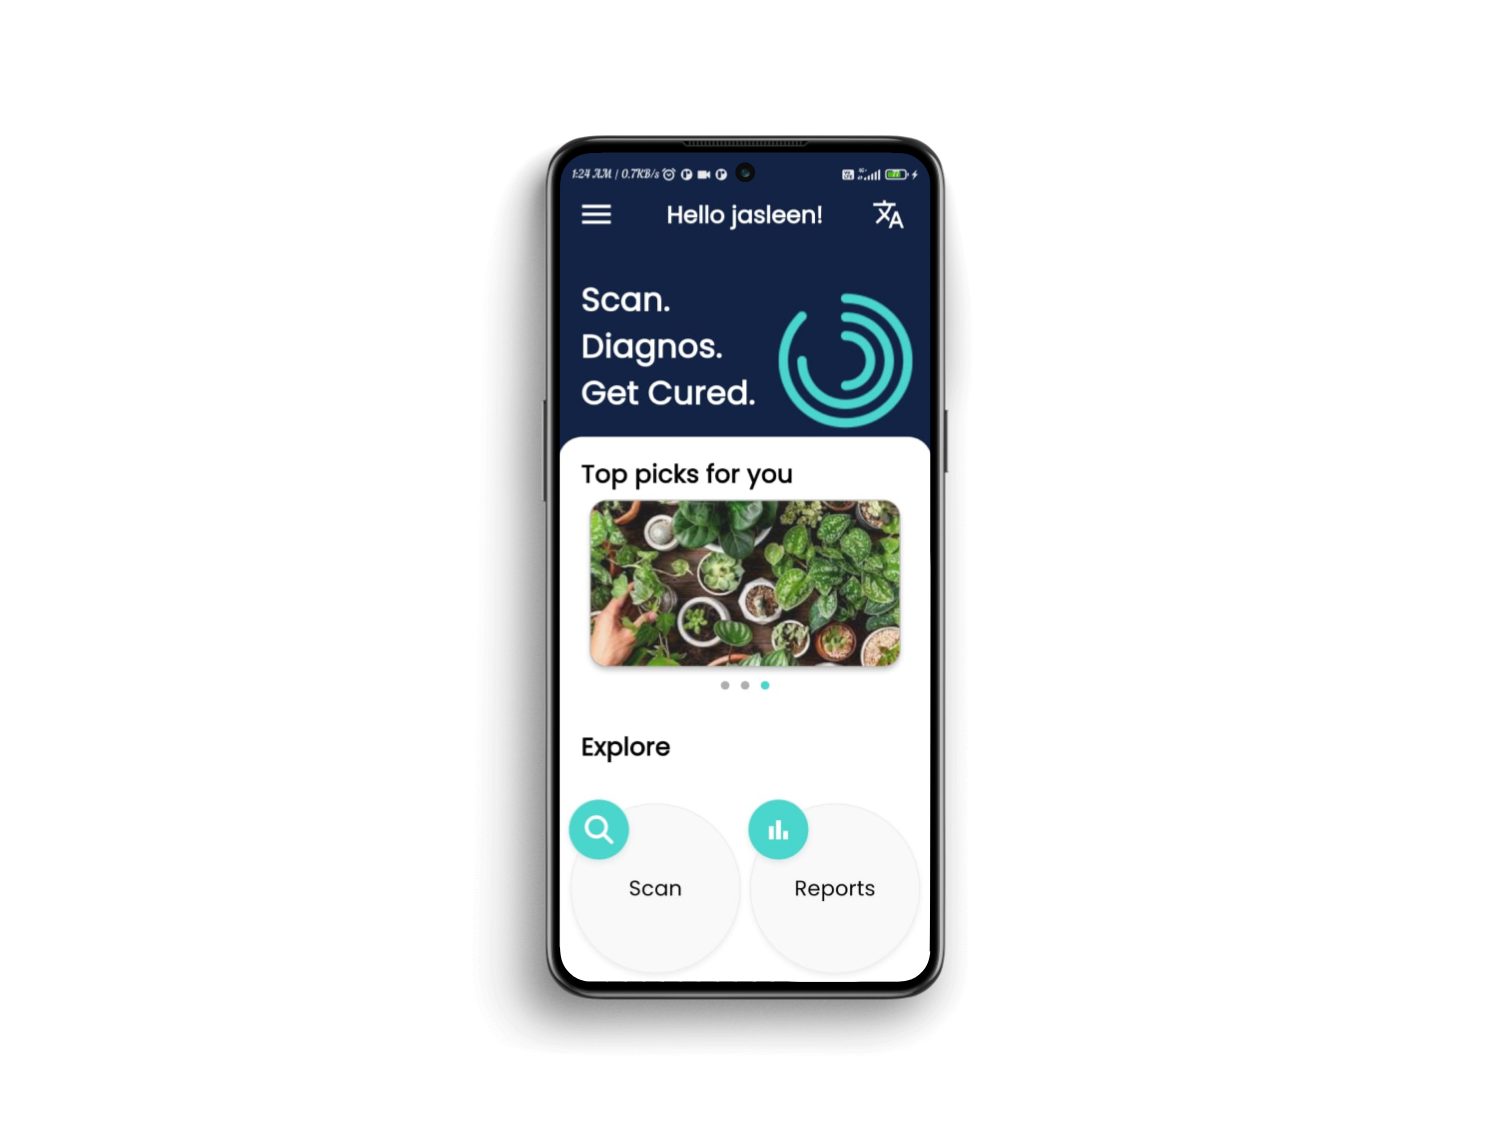 1:24 AM | 0.7KB/s
Hello jasleen!
Scan.
Diagnos.
Get Cured.
Top picks for you
Explore
Scan
Reports